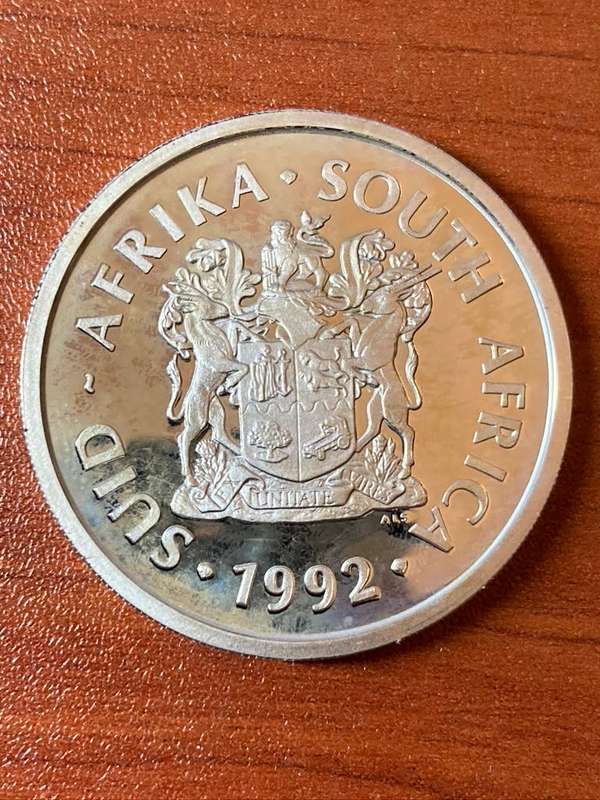 SUID-AFRIKA · SOUTH AFRICA
· 1992 ·
EX UNITATE VIRES
ALS